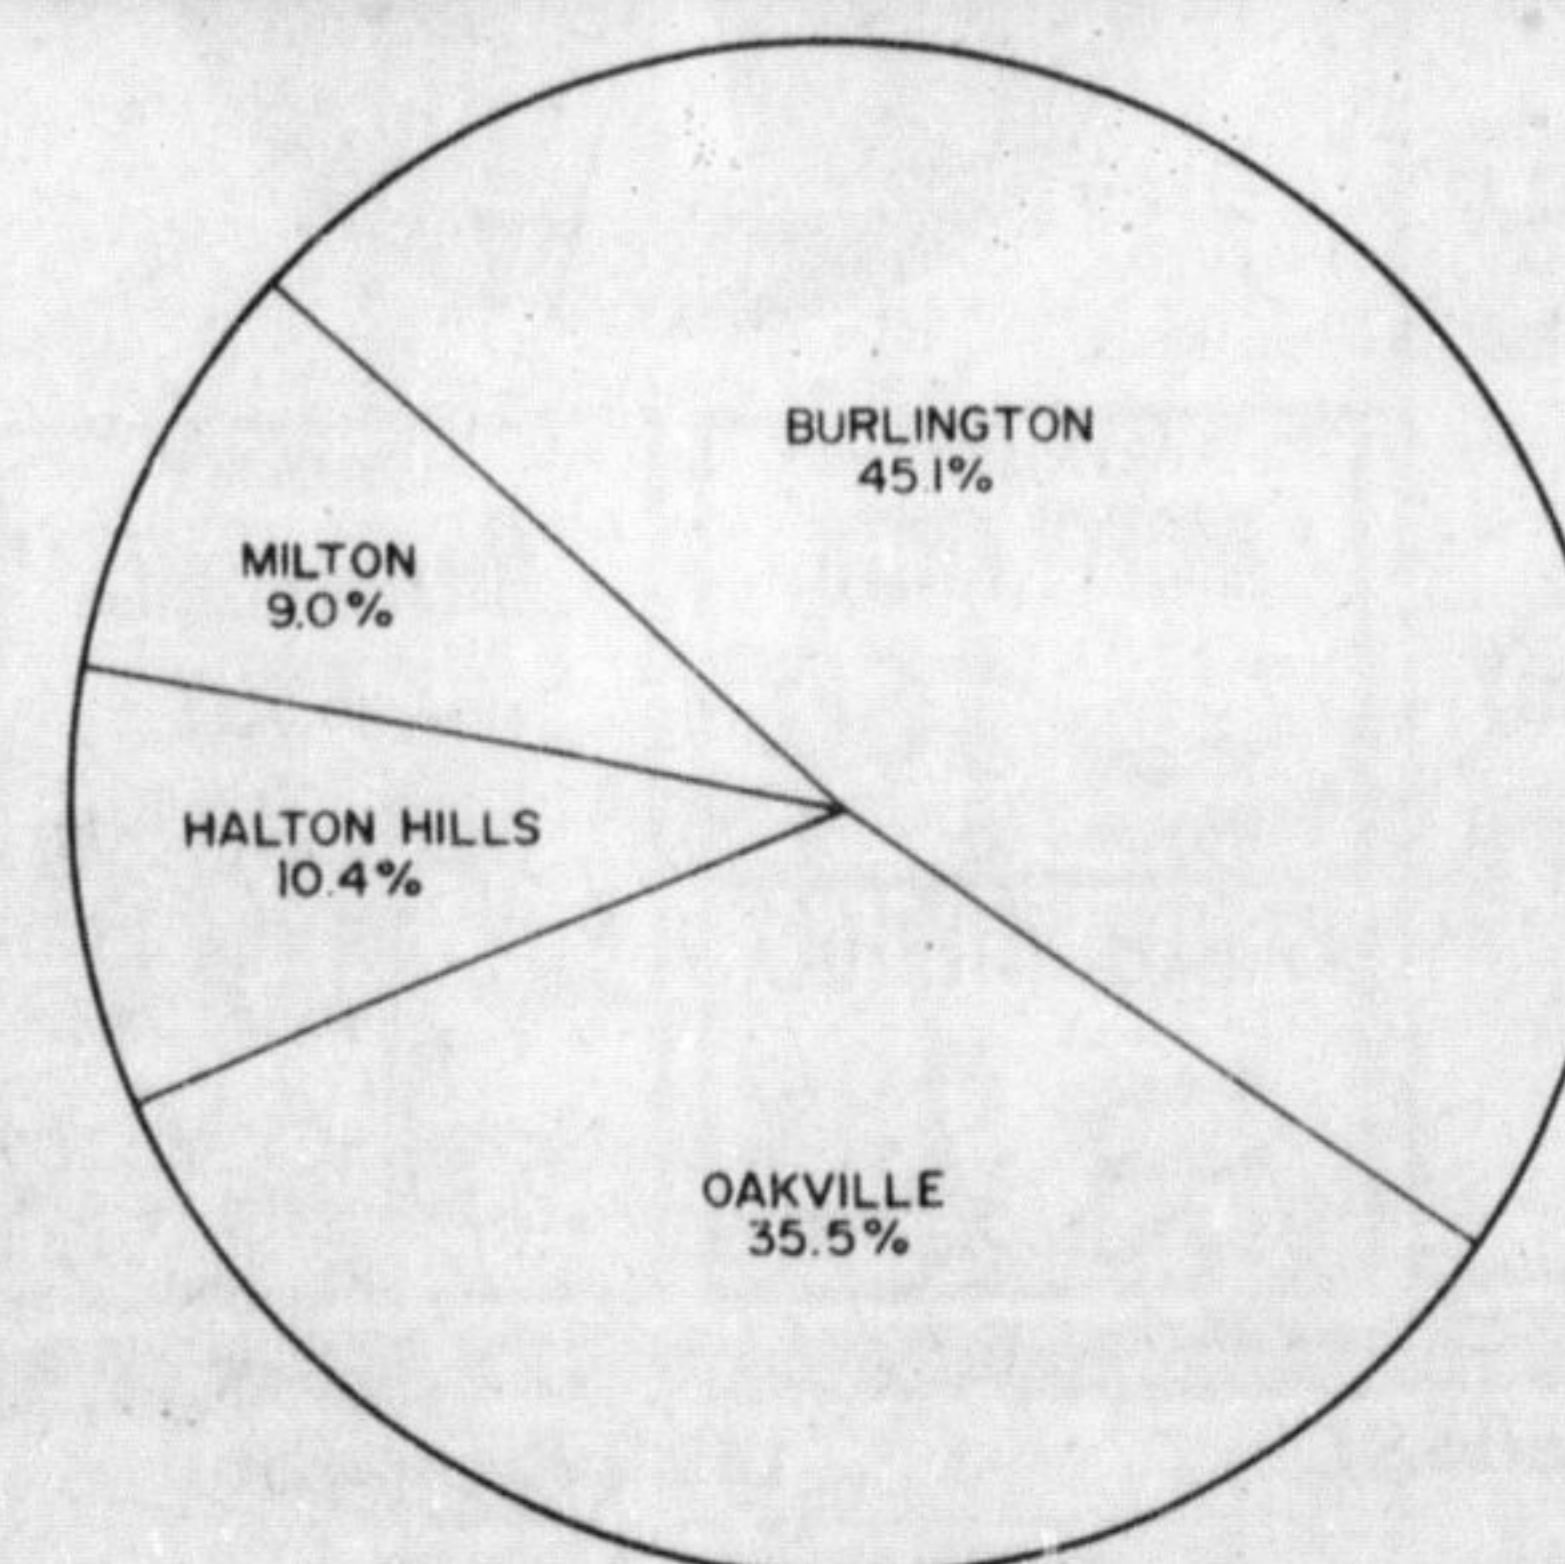 BURLINGTON
45.1%
MILTON
9.0%
HALTON HILLS
10.4%
OAKVILLE
35.5%